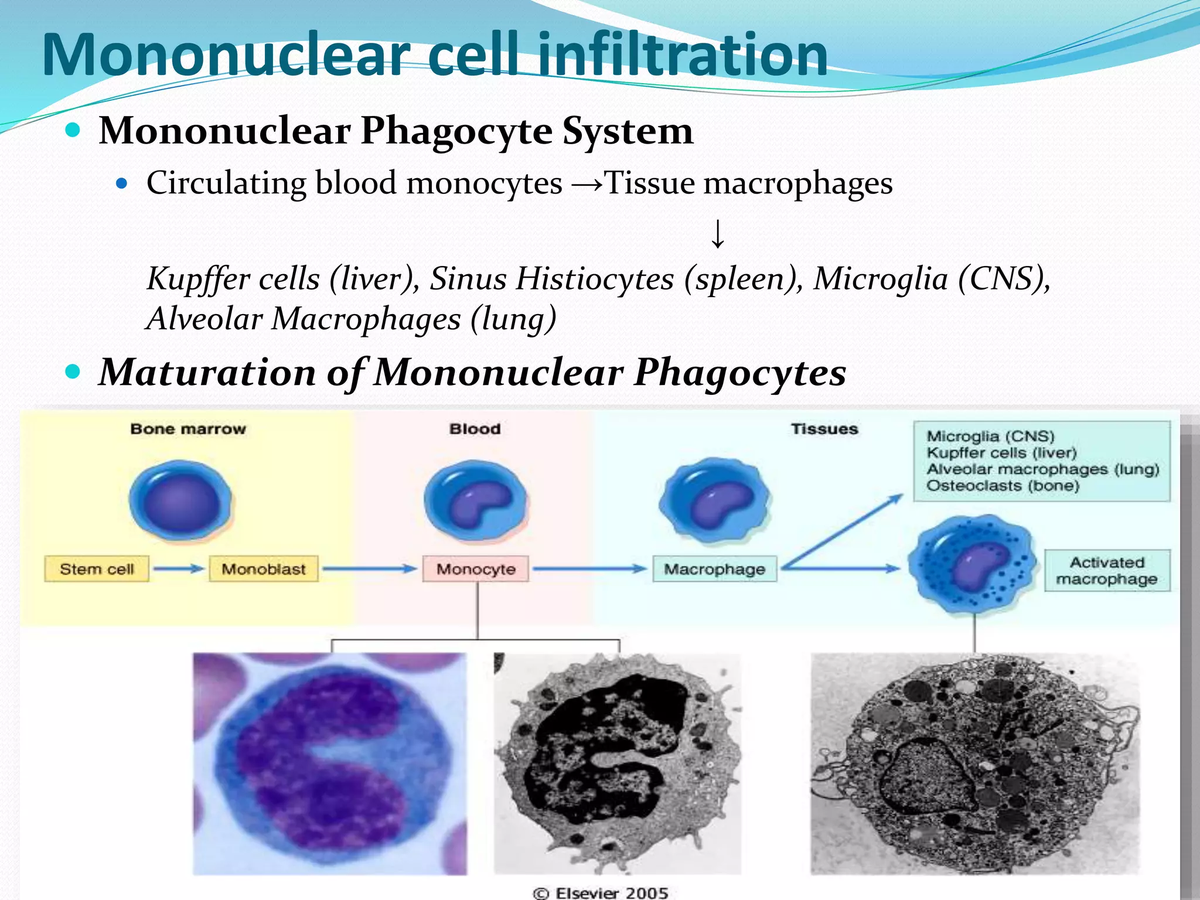 Mononuclear cell infiltration
Mononuclear Phagocyte System
Circulating blood monocytes →Tissue macrophages
↓
Kupffer cells (liver), Sinus Histiocytes (spleen), Microglia (CNS),
Alveolar Macrophages (lung)
Maturation of Mononuclear Phagocytes
Bone marrow
Blood
Tissues
Microglia (CNS)
Kupffer cells (liver)
Alveolar macrophages (lung)
Osteoclasts (bone)
Stem cell
Monoblast
Monocyte
Macrophage
Activated
macrophage
© Elsevier 2005